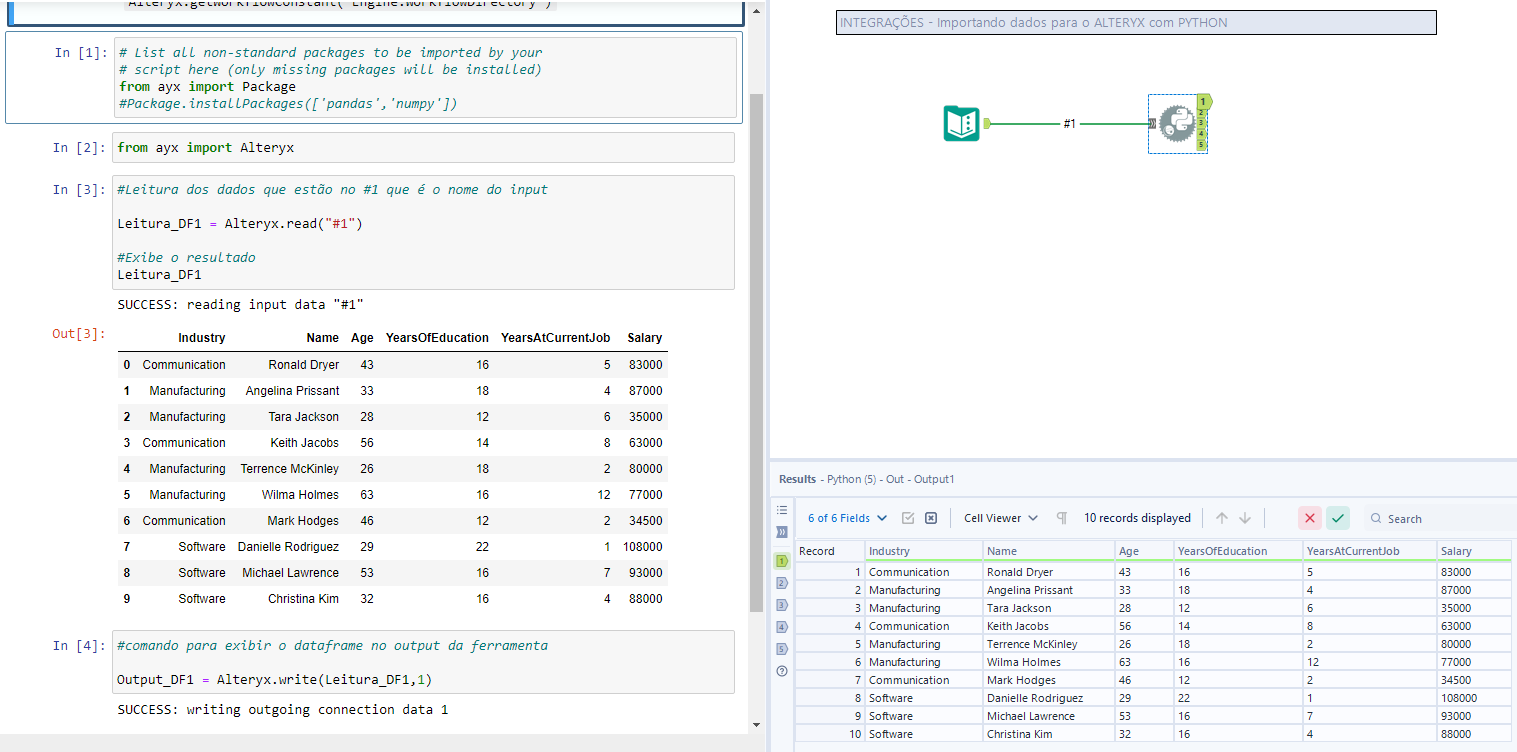 Alteryx.getWorkflowConstant("Engine.WorkflowDirectory")
In [1]:
# List all non-standard packages to be imported by your
# script here (only missing packages will be installed)
from ayx import Package
#Package.installPackages(['pandas','numpy'])
In [2]:
from ayx import Alteryx
In [3]:
#Leitura dos dados que estão no #1 que é o nome do input
Leitura_DF1 = Alteryx.read("#1")
#Exibe o resultado
Leitura_DF1
SUCCESS: reading input data "#1"
Out[3]:
Industry Name Age YearsOfEducation YearsAtCurrentJob Salary
0 Communication Ronald Dryer 43 16 5 83000
1 Manufacturing Angelina Prissant 33 18 4 87000
2 Manufacturing Tara Jackson 28 12 6 35000
3 Communication Keith Jacobs 56 14 8 63000
4 Manufacturing Terrence McKinley 26 18 2 80000
5 Manufacturing Wilma Holmes 63 16 12 77000
6 Communication Mark Hodges 46 12 2 34500
7 Software Danielle Rodriguez 29 22 1 108000
8 Software Michael Lawrence 53 16 7 93000
9 Software Christina Kim 32 16 4 88000
In [4]:
#comando para exibir o dataframe no output da ferramenta
Output_DF1 = Alteryx.write(Leitura_DF1,1)
SUCCESS: writing outgoing connection data 1
INTEGRAÇÕES - Importando dados para o ALTERYX com PYTHON
#1
1
2
3
4
5
Results - Python (5) - Out - Output1
6 of 6 Fields Cell Viewer 10 records displayed Search
1
2
3
4
5
Record Industry Name Age YearsOfEducation YearsAtCurrentJob Salary
1 Communication Ronald Dryer 43 16 5 83000
2 Manufacturing Angelina Prissant 33 18 4 87000
3 Manufacturing Tara Jackson 28 12 6 35000
4 Communication Keith Jacobs 56 14 8 63000
5 Manufacturing Terrence McKinley 26 18 2 80000
6 Manufacturing Wilma Holmes 63 16 12 77000
7 Communication Mark Hodges 46 12 2 34500
8 Software Danielle Rodriguez 29 22 1 108000
9 Software Michael Lawrence 53 16 7 93000
10 Software Christina Kim 32 16 4 88000